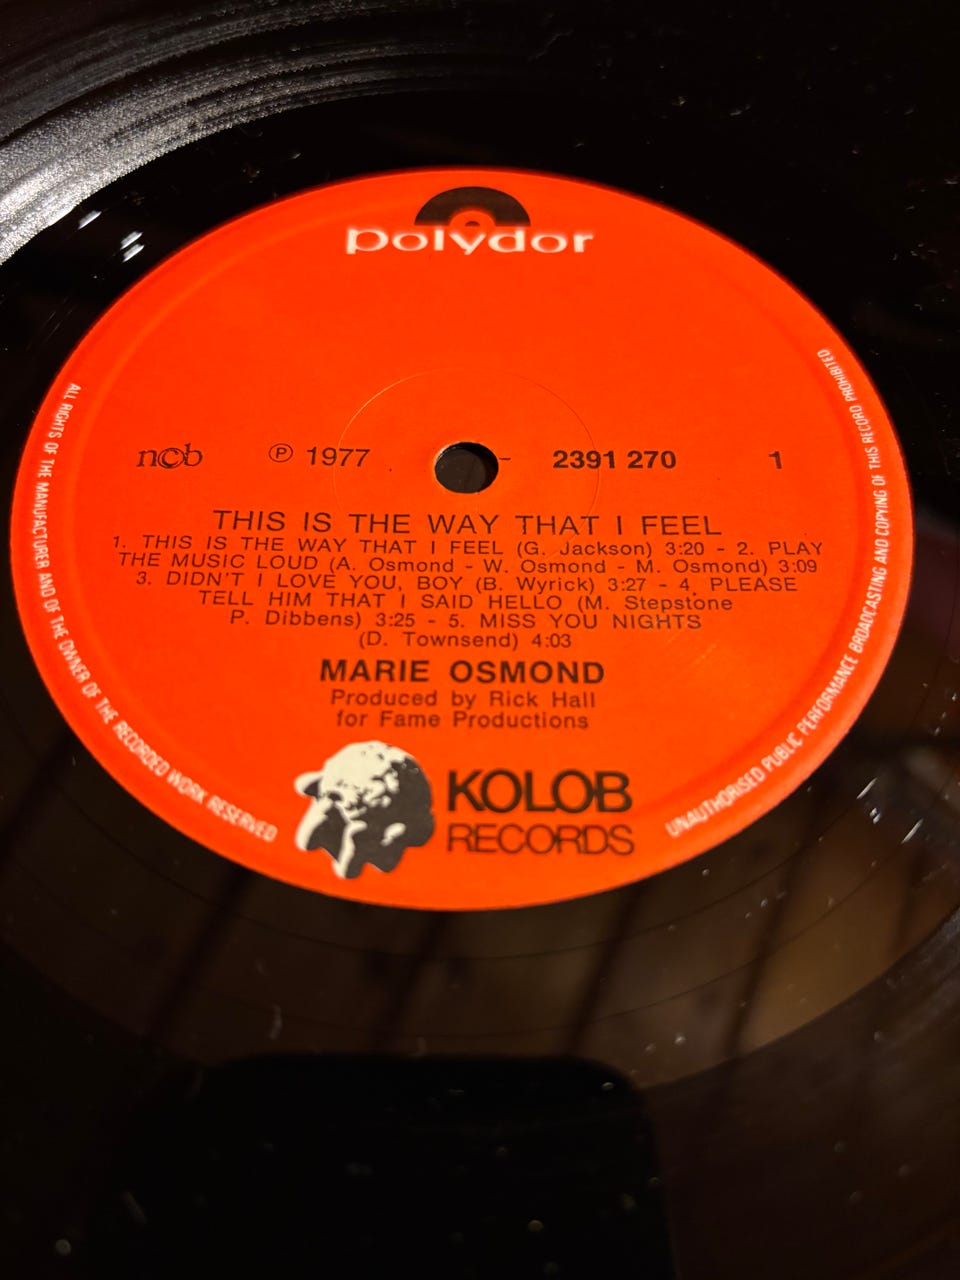 polydor
ncb ℗ 1977 - 2391 270 1
THIS IS THE WAY THAT I FEEL
1. THIS IS THE WAY THAT I FEEL (G. Jackson) 3:20 - 2. PLAY
THE MUSIC LOUD (A. Osmond - W. Osmond - M. Osmond) 3:09
3. DIDN'T I LOVE YOU, BOY (B. Wyrick) 3:27 - 4. PLEASE
TELL HIM THAT I SAID HELLO (M. Stepstone
P. Dibbens) 3:25 - 5. MISS YOU NIGHTS
(D. Townsend) 4:03
MARIE OSMOND
Produced by Rick Hall
for Fame Productions
KOLOB
RECORDS
ALL RIGHTS OF THE MANUFACTURER AND OF THE OWNER OF THE RECORDED WORK RESERVED
UNAUTHORISED PUBLIC PERFORMANCE BROADCASTING AND COPYING OF THIS RECORD PROHIBITED